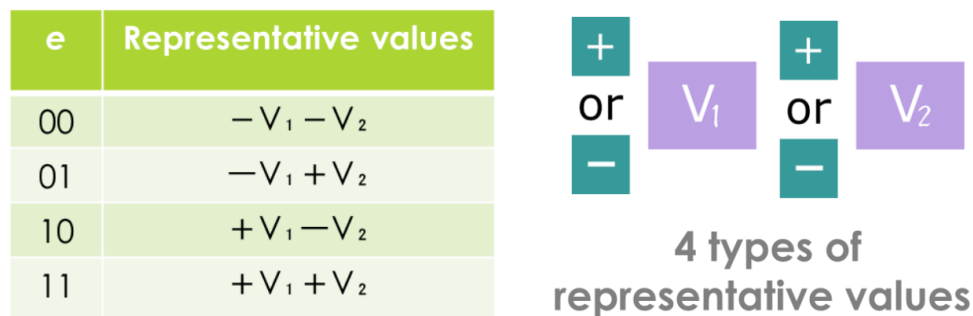 e Representative values
00 −V₁−V₂
01 −V₁+V₂
10 +V₁−V₂
11 +V₁+V₂
+ +
or V₁ or V₂
− −
4 types of
representative values